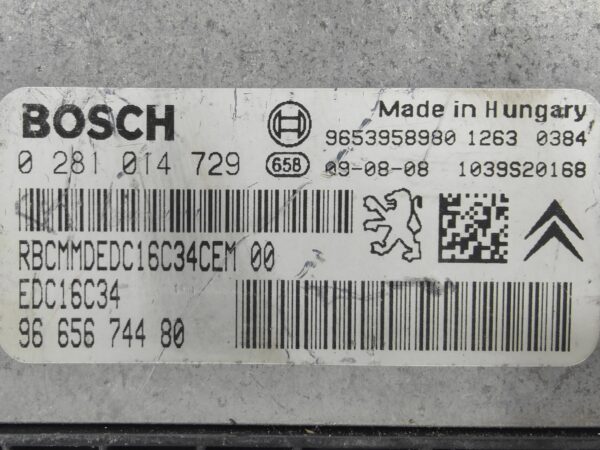 BOSCH
Made in Hungary
9653958980 1263 0384
0 281 014 729
658
09-08-08 1039S20168
RBCMMDEDC16C34CEM 00
EDC16C34
96 656 744 80